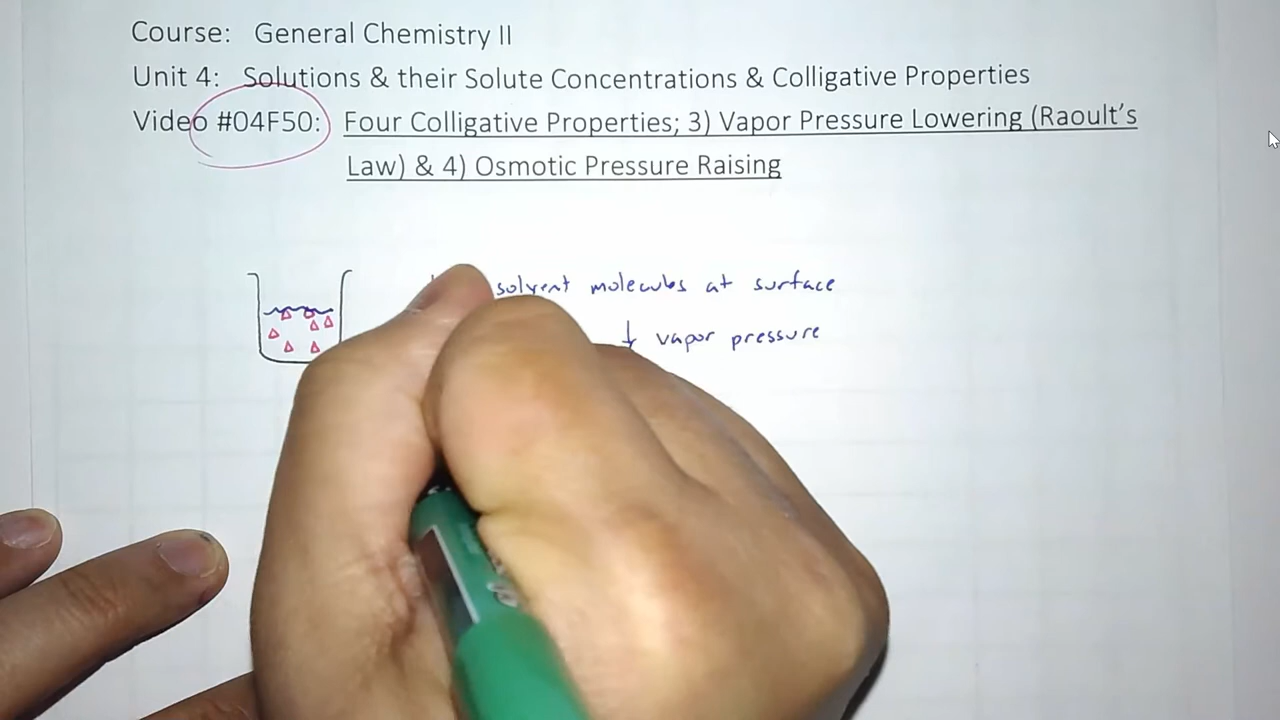 Course: General Chemistry II
Unit 4: Solutions & their Solute Concentrations & Colligative Properties
Video #04F50: Four Colligative Properties; 3) Vapor Pressure Lowering (Raoult's
Law) & 4) Osmotic Pressure Raising
solvent molecules at surface
↓ vapor pressure